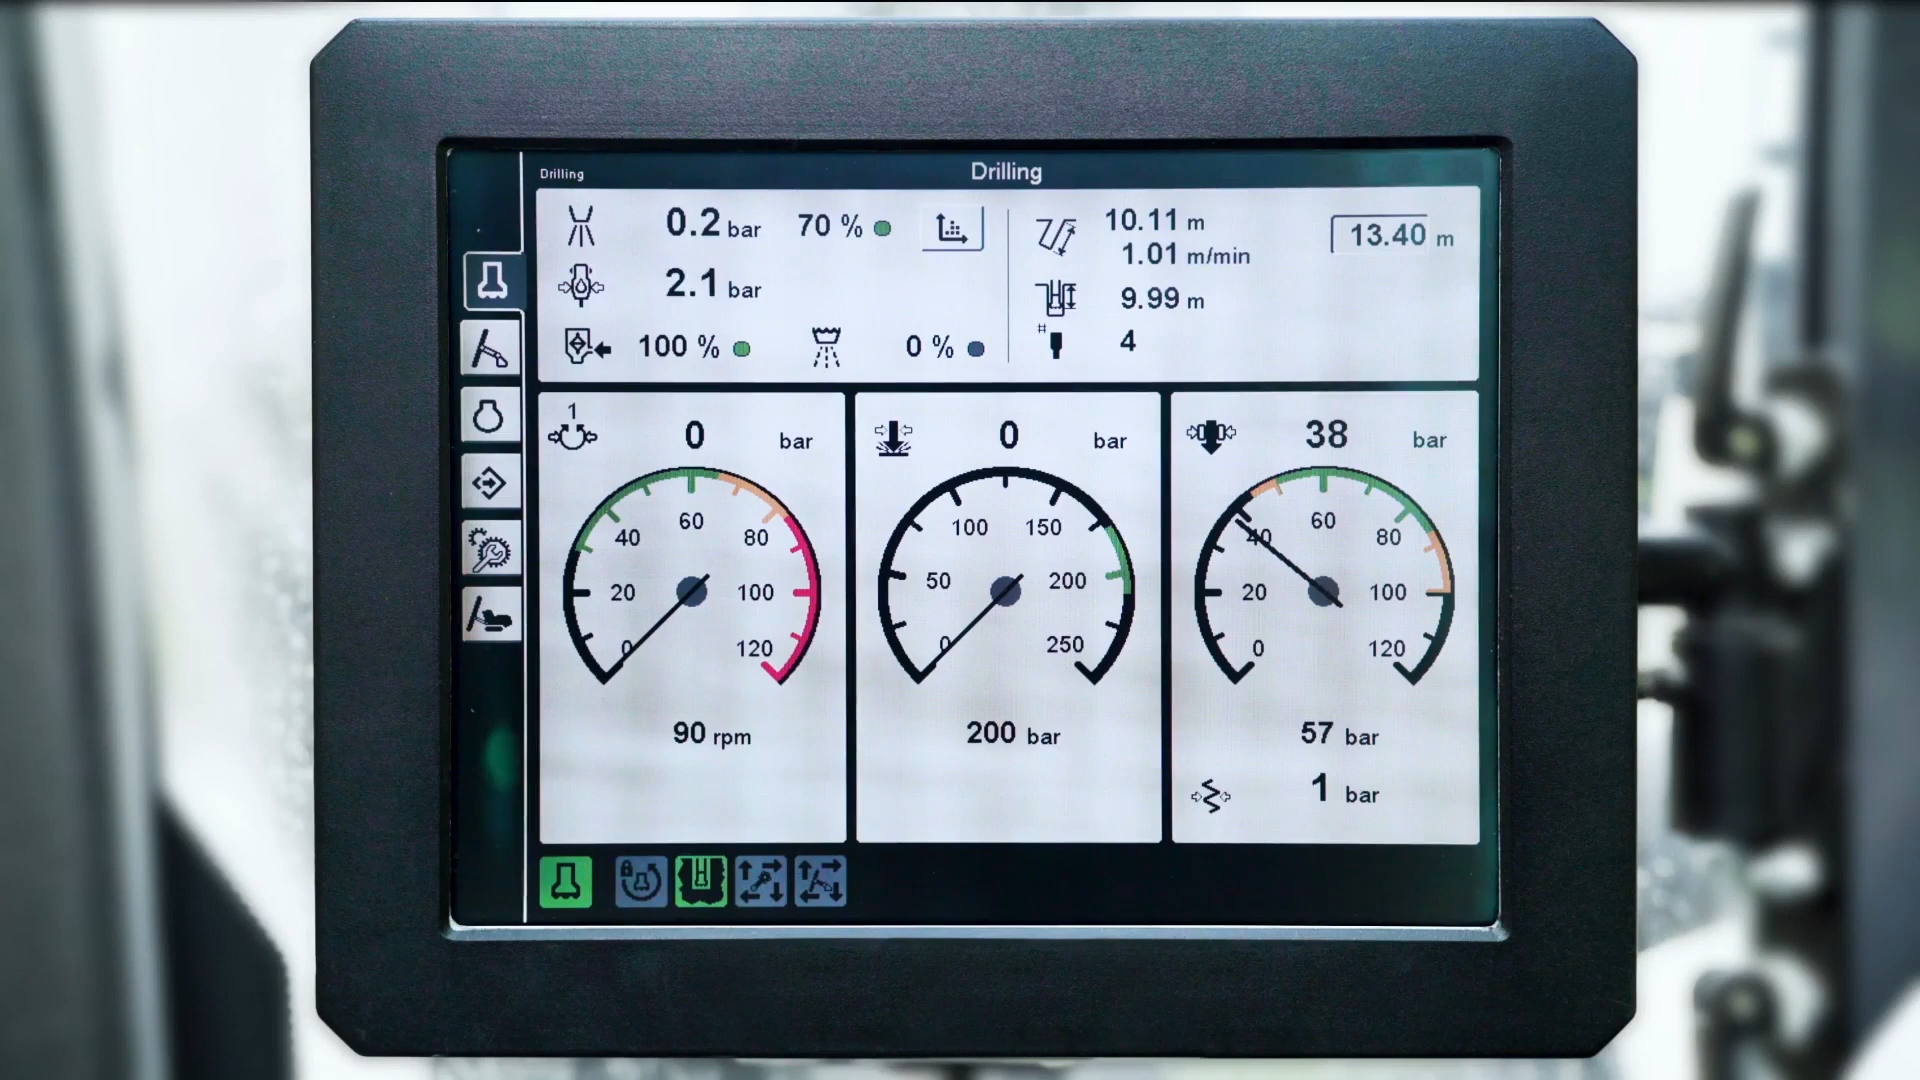 Drilling
Drilling
0.2 bar 70 %
2.1 bar
100 % 0 %
10.11 m
1.01 m/min
13.40 m
9.99 m
# 4
1 0 bar
0 20 40 60 80 100 120
90 rpm
0 bar
0 50 100 150 200 250
200 bar
38 bar
0 20 40 60 80 100 120
57 bar
1 bar